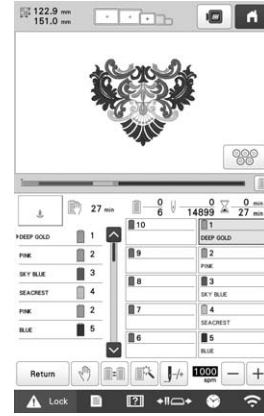 122.9 mm
151.0 mm
27 min
0
6
0
14899
0 min
27 min
DEEP GOLD 1
PINK 2
SKY BLUE 3
SEACREST 4
PINK 2
BLUE 5
10
9
8
7
6
1
DEEP GOLD
2
PINK
3
SKY BLUE
4
SEACREST
5
BLUE
Return
1000
spm
Lock